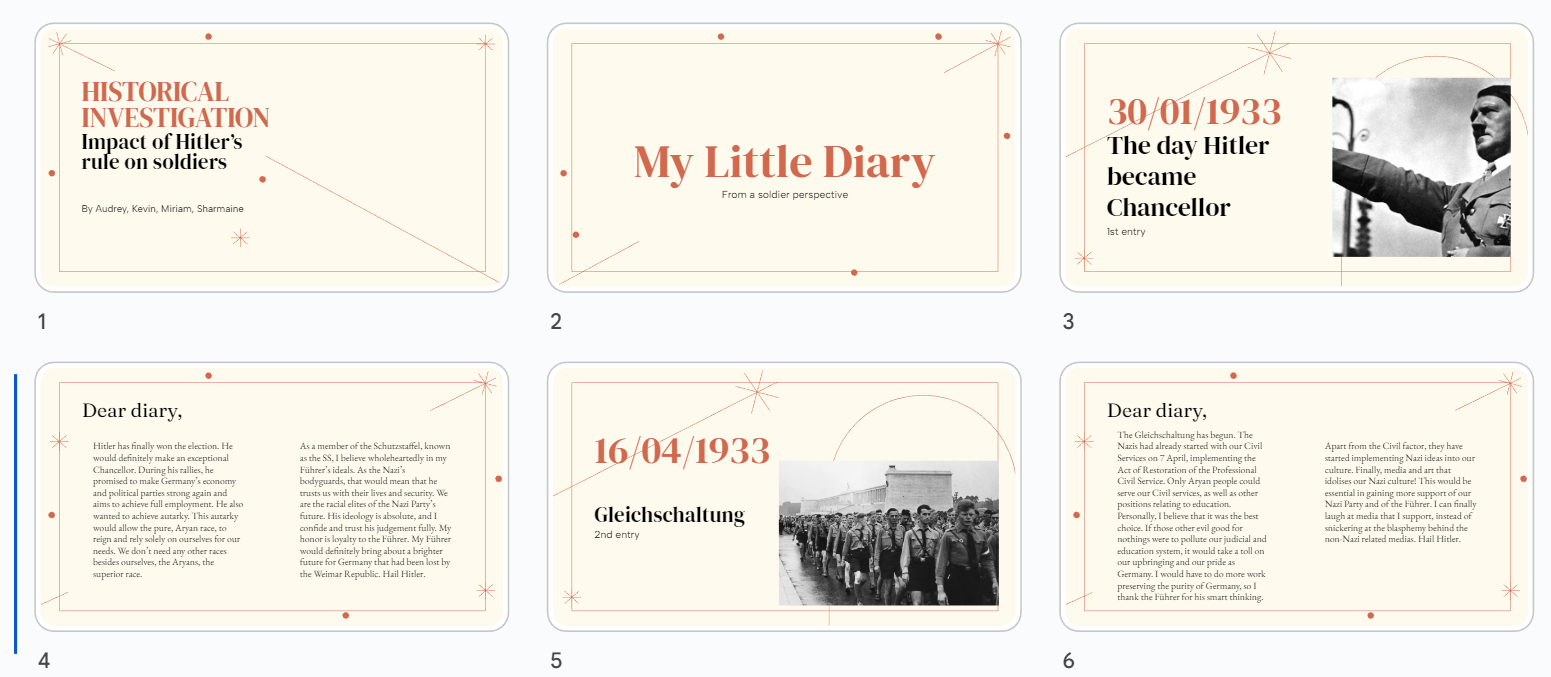 HISTORICAL
INVESTIGATION
Impact of Hitler's
rule on soldiers
By Audrey, Kevin, Miriam, Sharmaine
1
My Little Diary
From a soldier perspective
2
30/01/1933
The day Hitler
became
Chancellor
1st entry
3
Dear diary,
Hitler has finally won the election. He
would definitely make an exceptional
Chancellor. During his rallies, he
promised to make Germany's economy
and political parties strong again and
aims to achieve full employment. He also
wanted to achieve autarky. This autarky
would allow the pure, Aryan race, to
reign and rely solely on ourselves for our
needs. We don't need any other races
besides ourselves, the Aryans, the
superior race.
As a member of the Schutzstaffel, known
as the SS, I believe wholeheartedly in my
Führer's ideals. As the Nazi's
bodyguards, that would mean that he
trusts us with their lives and security. We
are the racial elites of the Nazi Party's
future. His ideology is absolute, and I
confide and trust his judgement fully. My
honor is loyalty to the Führer. My Führer
would definitely bring about a brighter
future for Germany that had been lost by
the Weimar Republic. Hail Hitler.
4
16/04/1933
Gleichschaltung
2nd entry
5
Dear diary,
The Gleichschaltung has begun. The
Nazis had already started with our Civil
Services on 7 April, implementing the
Act of Restoration of the Professional
Civil Service. Only Aryan people could
serve our Civil services, as well as other
positions relating to education.
Personally, I believe that it was the best
choice. If those other evil good for
nothings were to pollute our judicial and
education system, it would take a toll on
our upbringing and our pride as
Germany. I would have to do more work
preserving the purity of Germany, so I
thank the Führer for his smart thinking.
Apart from the Civil factor, they have
started implementing Nazi ideas into our
culture. Finally, media and art that
idolises our Nazi culture! This would be
essential in gaining more support of our
Nazi Party and of the Führer. I can finally
laugh at media that I support, instead of
snickering at the blasphemy behind the
non-Nazi related medias. Hail Hitler.
6